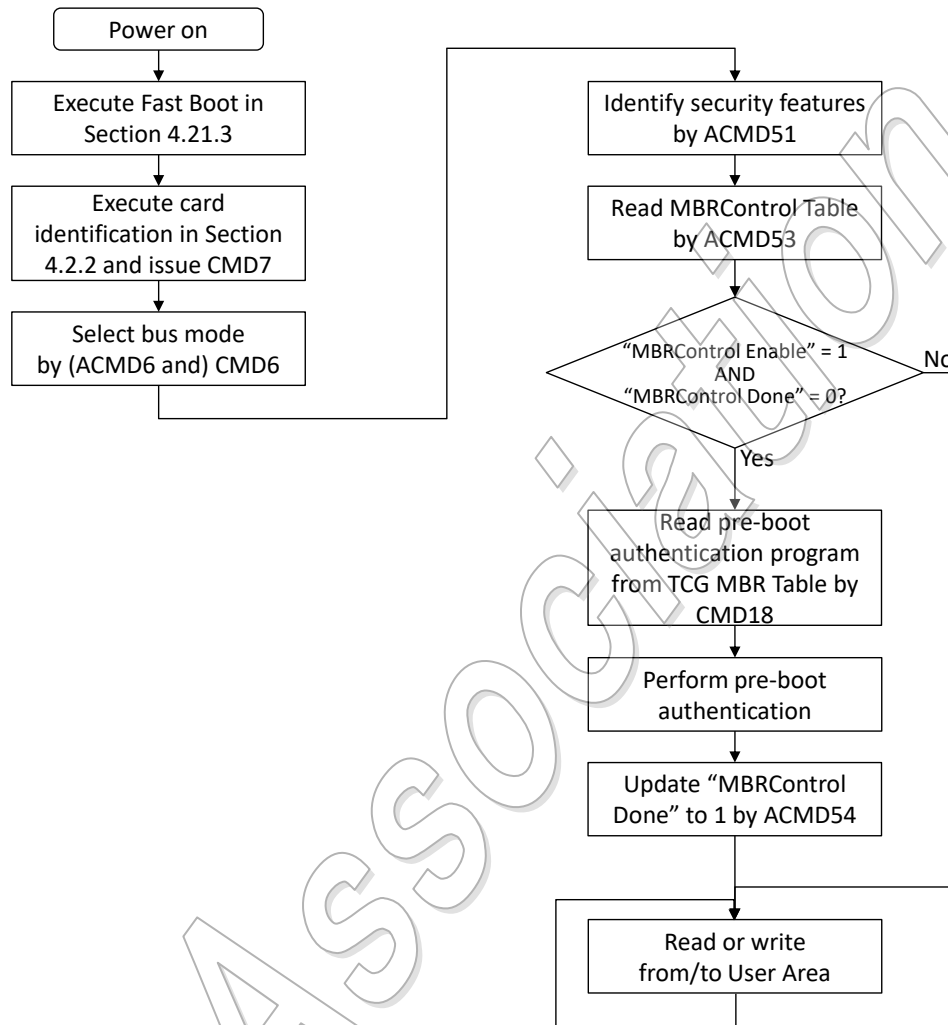 Power on
Execute Fast Boot in
Section 4.21.3
Execute card
identification in Section
4.2.2 and issue CMD7
Select bus mode
by (ACMD6 and) CMD6
Identify security features
by ACMD51
Read MBRControl Table
by ACMD53
“MBRControl Enable” = 1
AND
“MBRControl Done” = 0?
No
Yes
Read pre-boot
authentication program
from TCG MBR Table by
CMD18
Perform pre-boot
authentication
Update “MBRControl
Done” to 1 by ACMD54
Read or write
from/to User Area
Association